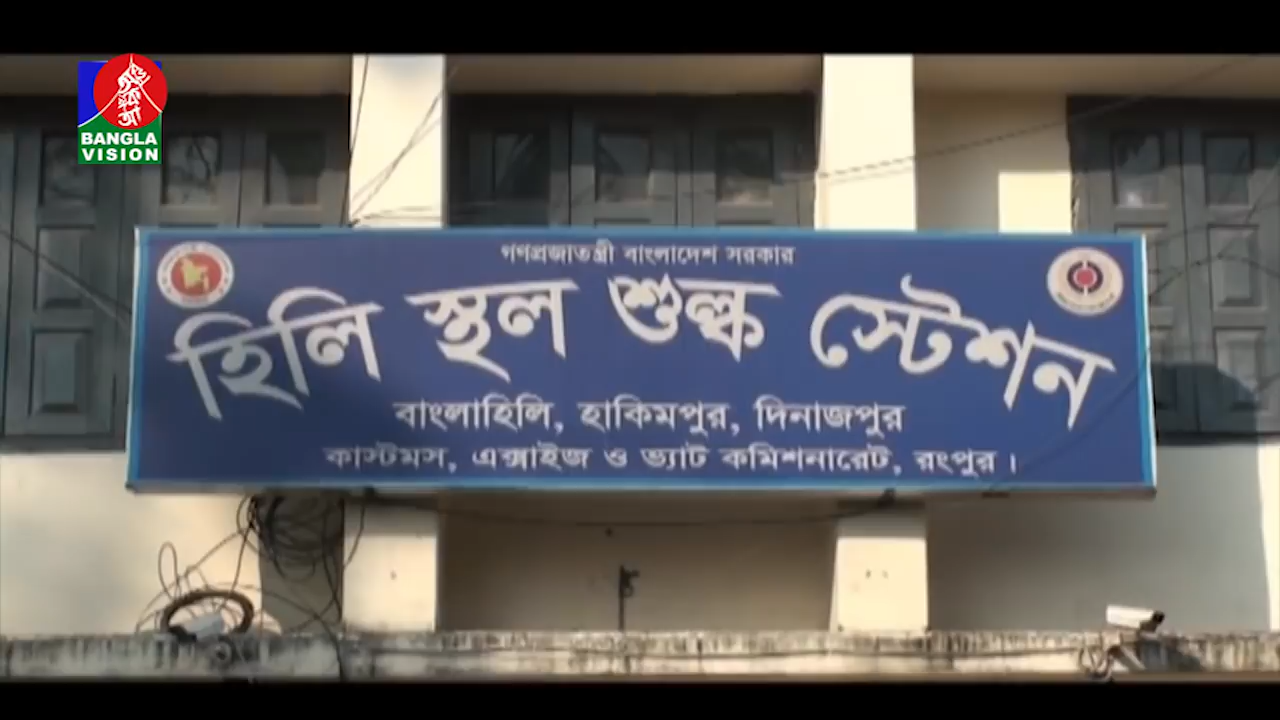 BANGLA
VISION
গণপ্রজাতন্ত্রী বাংলাদেশ সরকার
হিলি স্থল শুল্ক স্টেশন
বাংলাহিলি, হাকিমপুর, দিনাজপুর
কাস্টমস, এক্সাইজ ও ভ্যাট কমিশনারেট, রংপুর।